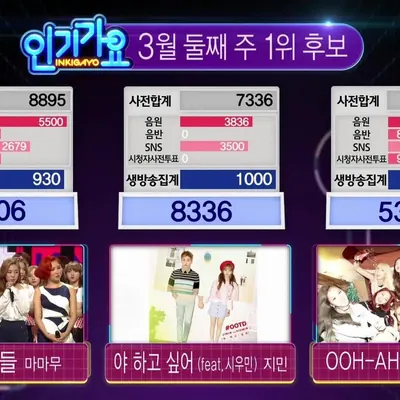 인기가요
INKIGAYO
3월 둘째 주 1위 후보
8895
5500
2679
930
06
들 마마무
사전합계 7336
음원 3836
음반 0
SNS 3500
시청자사전투표 0
생방송집계 1000
8336
#OOTD
야 하고 싶어 (feat.시우민) 지민
사전합계
음원
음반
SNS
시청자사전투표
생방송집계
53
OOH-AH